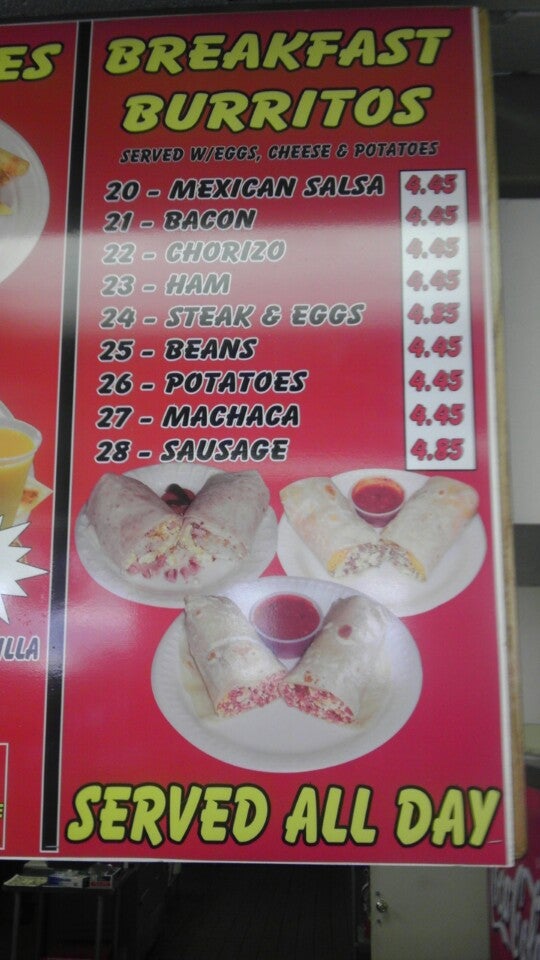 ES
BREAKFAST
BURRITOS
SERVED W/EGGS, CHEESE & POTATOES
20 - MEXICAN SALSA 4.45
21 - BACON 4.45
22 - CHORIZO 4.45
23 - HAM 4.45
24 - STEAK & EGGS 4.85
25 - BEANS 4.45
26 - POTATOES 4.45
27 - MACHACA 4.45
28 - SAUSAGE 4.85
ILLA
SERVED ALL DAY